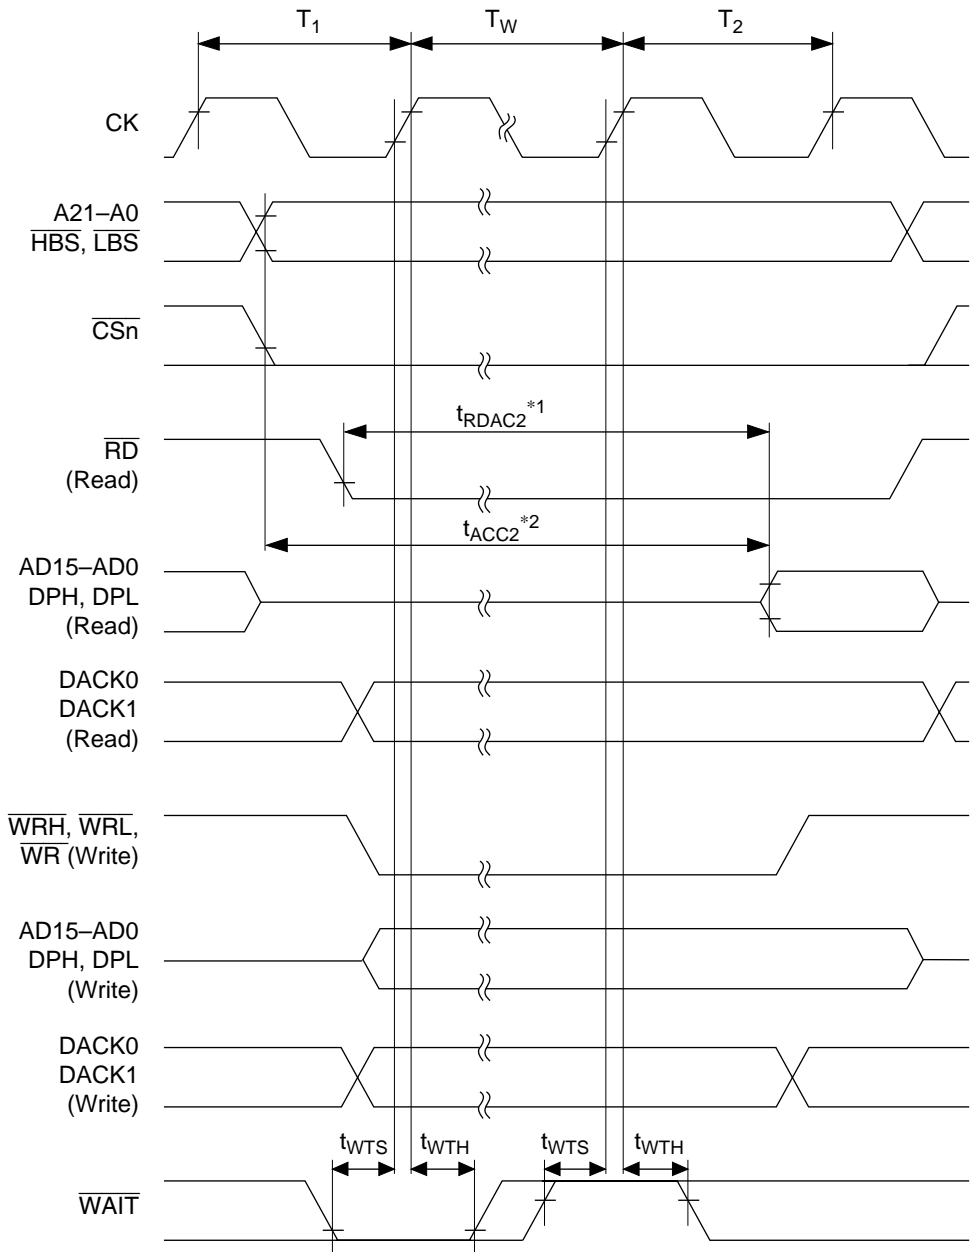 T1 TW T2
CK
A21–A0
HBS, LBS
CSn
tRDAC2*1
RD
(Read)
tACC2*2
AD15–AD0
DPH, DPL
(Read)
DACK0
DACK1
(Read)
WRH, WRL,
WR (Write)
AD15–AD0
DPH, DPL
(Write)
DACK0
DACK1
(Write)
tWTS tWTH tWTS tWTH
WAIT